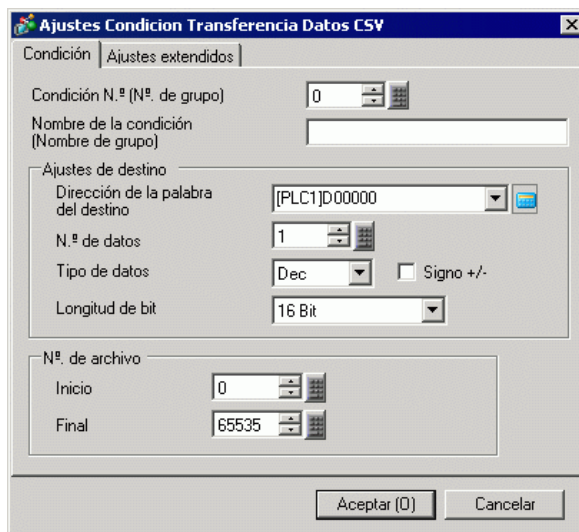 Ajustes Condicion Transferencia Datos CSV
Condición
Ajustes extendidos
Condición N.º (Nº. de grupo)
0
Nombre de la condición
(Nombre de grupo)
Ajustes de destino
Dirección de la palabra
del destino
[PLC1]D00000
N.º de datos
1
Tipo de datos
Dec
Signo +/-
Longitud de bit
16 Bit
Nº. de archivo
Inicio
0
Final
65535
Aceptar (O)
Cancelar